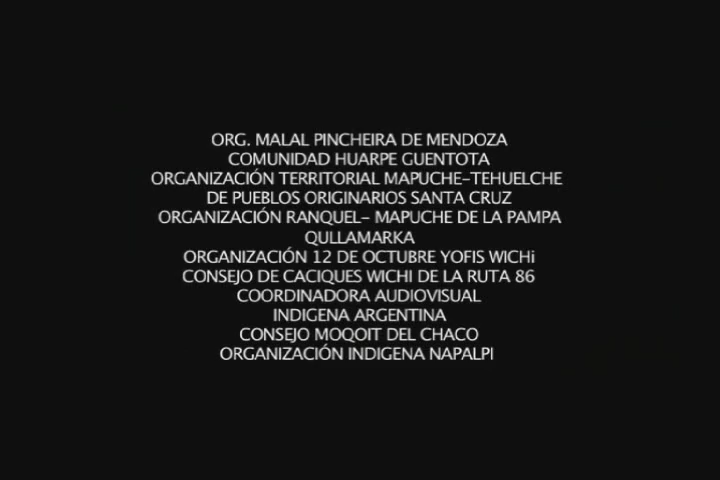 ORG. MALAL PINCHEIRA DE MENDOZA
COMUNIDAD HUARPE GUENTOTA
ORGANIZACIÓN TERRITORIAL MAPUCHE-TEHUELCHE
DE PUEBLOS ORIGINARIOS SANTA CRUZ
ORGANIZACIÓN RANQUEL- MAPUCHE DE LA PAMPA
QULLAMARKA
ORGANIZACIÓN 12 DE OCTUBRE YOFIS WICHi
CONSEJO DE CACIQUES WICHI DE LA RUTA 86
COORDINADORA AUDIOVISUAL
INDIGENA ARGENTINA
CONSEJO MOQOIT DEL CHACO
ORGANIZACIÓN INDIGENA NAPALPI